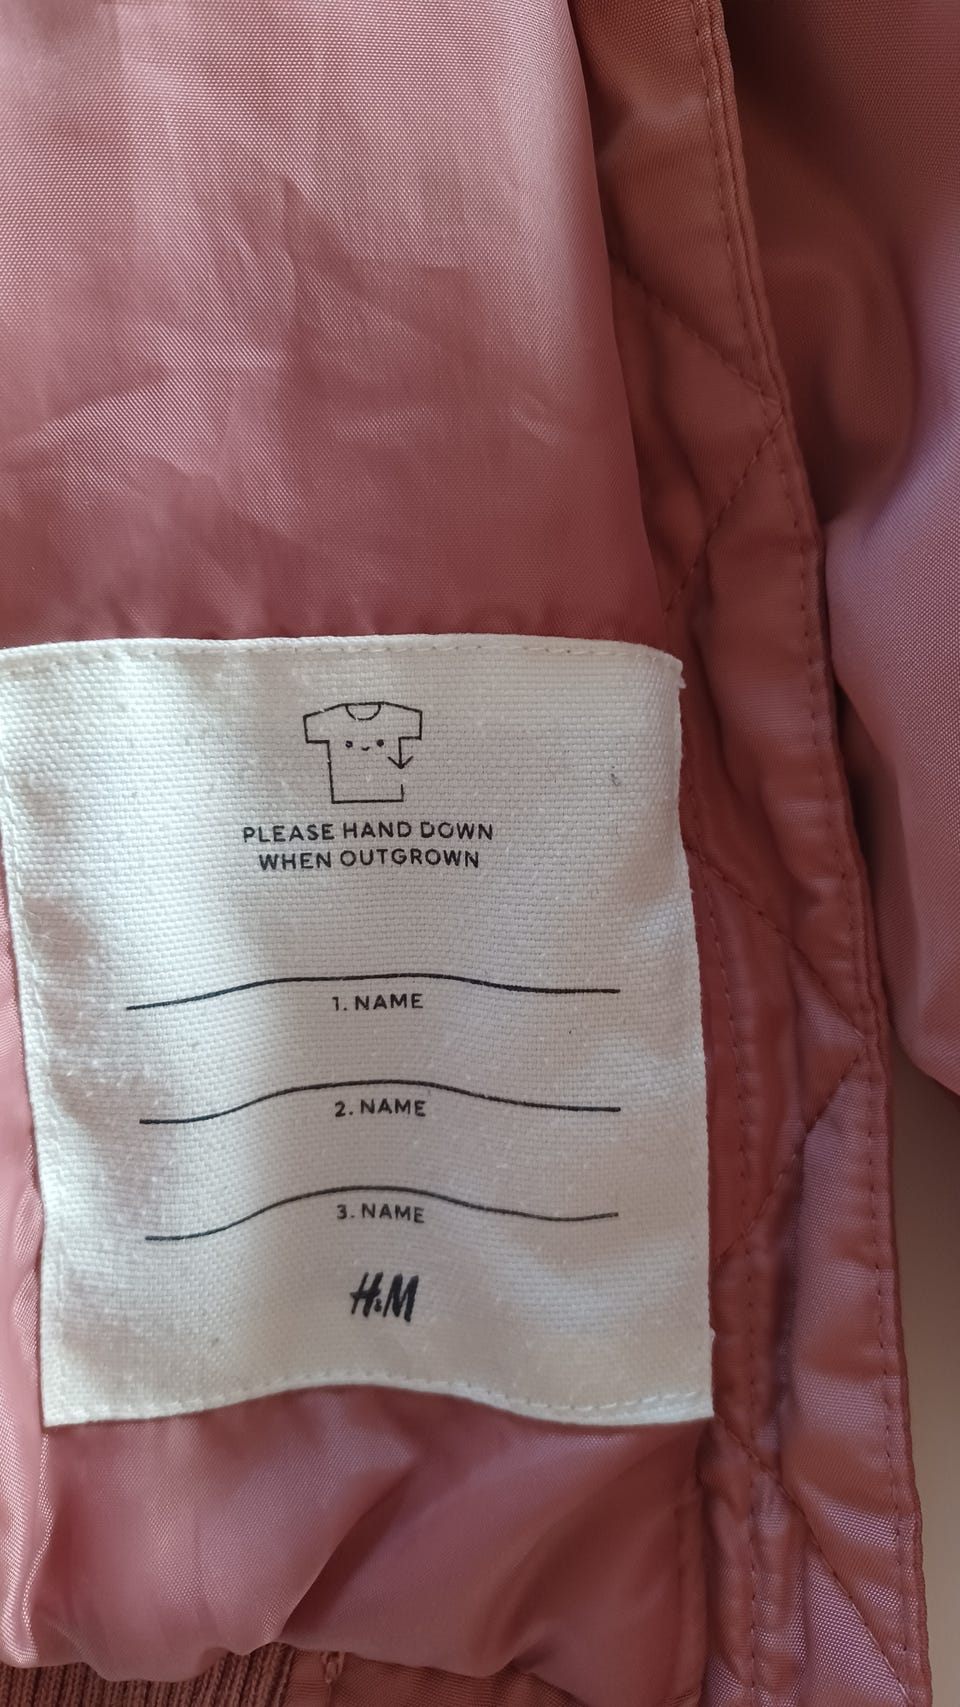 PLEASE HAND DOWN
WHEN OUTGROWN
1. NAME
2. NAME
3. NAME
H&M